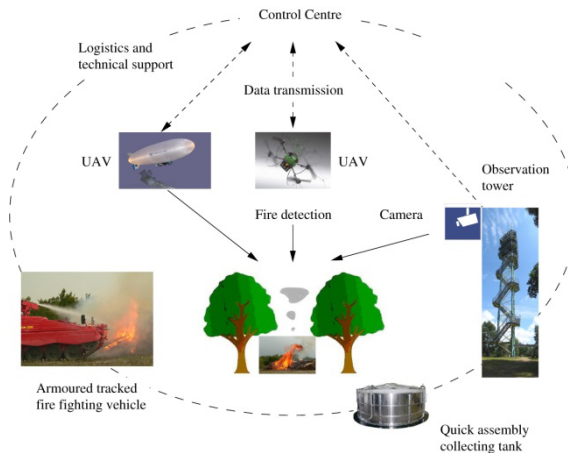 Control Centre
Logistics and
technical support
Data transmission
UAV
UAV
Observation
tower
Fire detection
Camera
Armoured tracked
fire fighting vehicle
Quick assembly
collecting tank